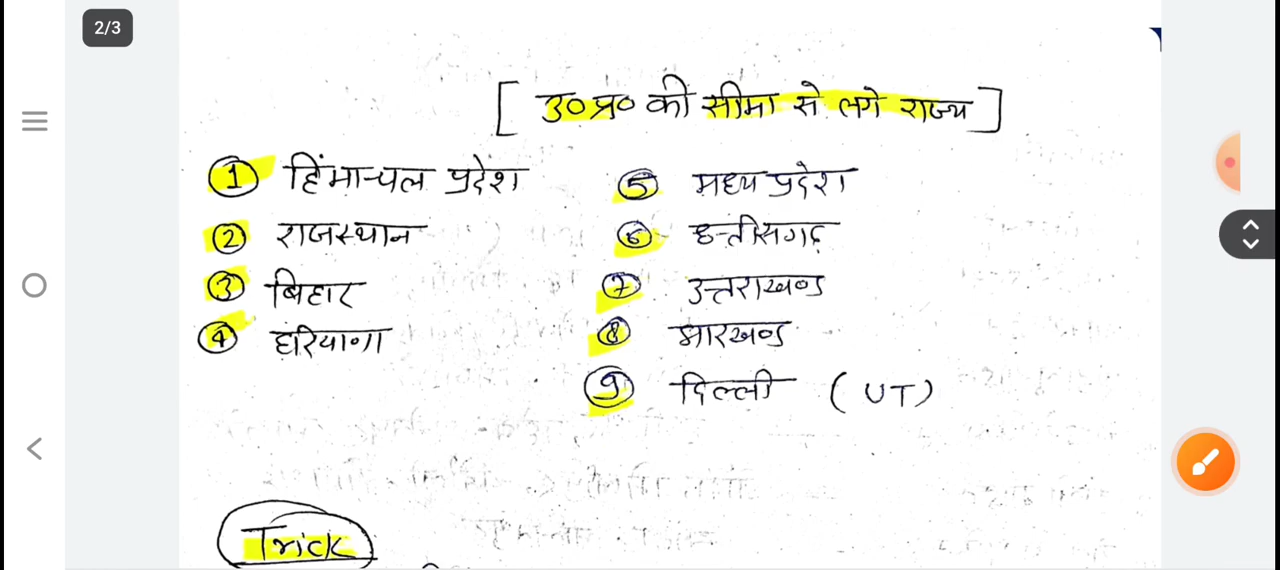 2/3
[ उ०प्र० की सीमा से लगे राज्य ]
① हिंमाचल प्रदेश
② राजस्थान
③ बिहार
④ हरियाणा
⑤ मध्य प्रदेश
⑥ छत्तीसगढ़
⑦ उत्तराखण्ड
⑧ झारखण्ड
⑨ दिल्ली (UT)
Trick